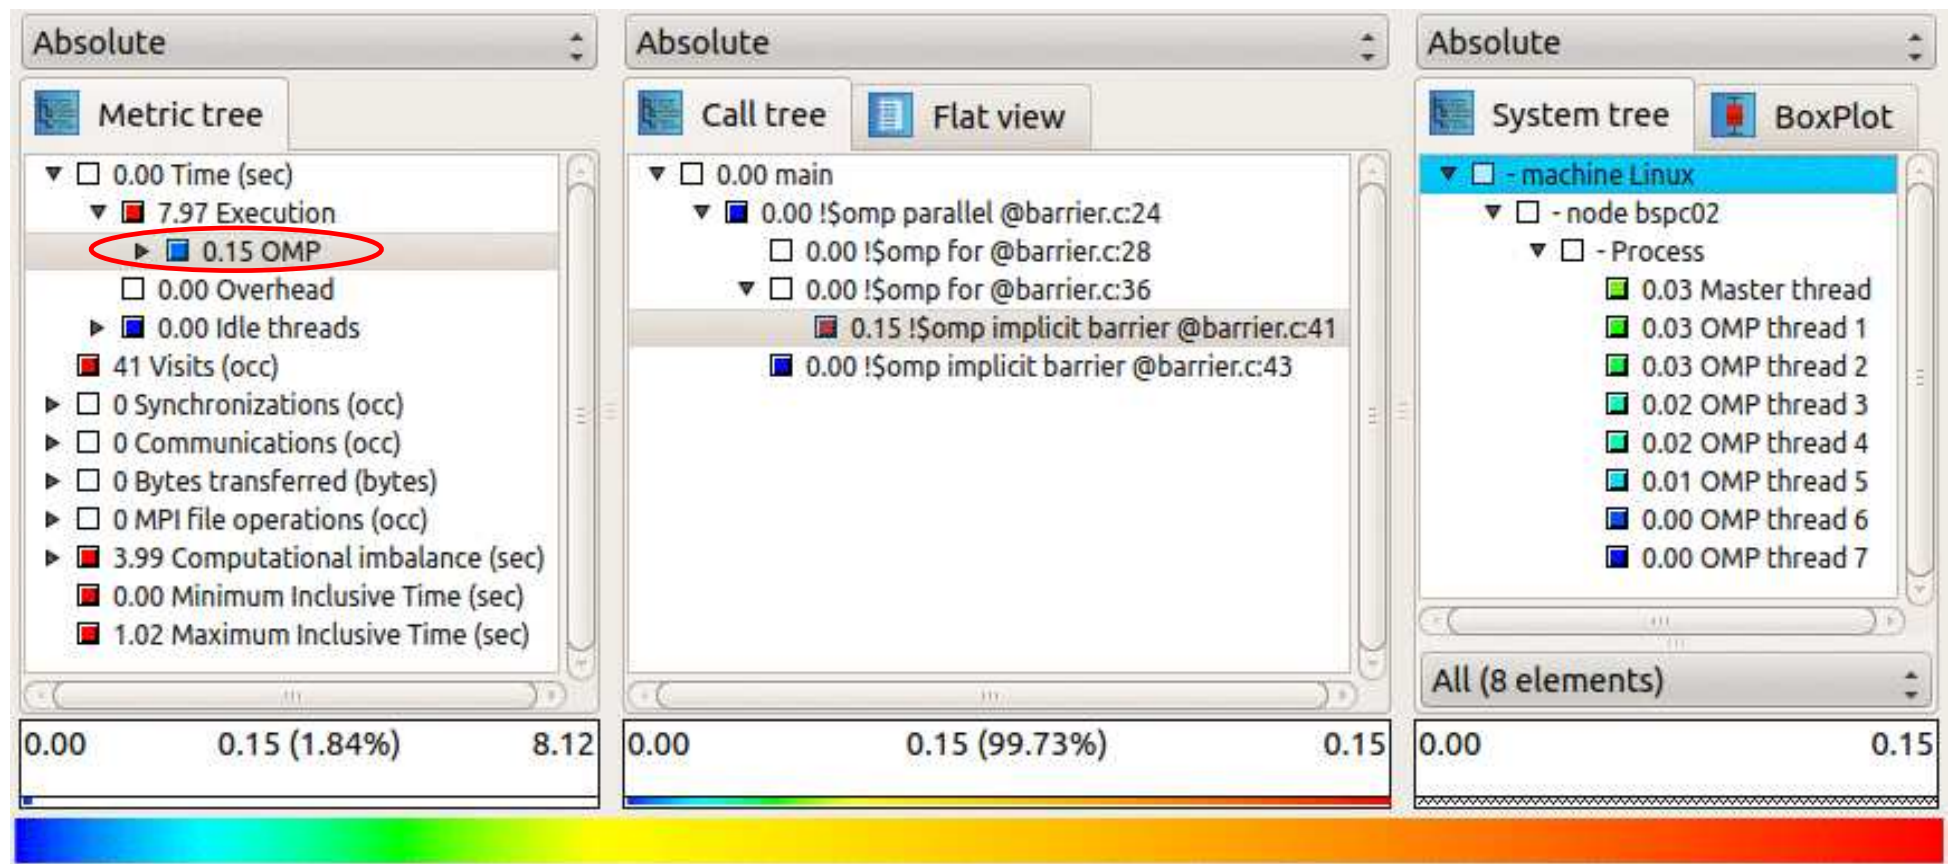 Absolute
Metric tree
0.00 Time (sec)
7.97 Execution
0.15 OMP
0.00 Overhead
0.00 Idle threads
41 Visits (occ)
0 Synchronizations (occ)
0 Communications (occ)
0 Bytes transferred (bytes)
0 MPI file operations (occ)
3.99 Computational imbalance (sec)
0.00 Minimum Inclusive Time (sec)
1.02 Maximum Inclusive Time (sec)
0.00 0.15 (1.84%) 8.12
Absolute
Call tree Flat view
0.00 main
0.00 !$omp parallel @barrier.c:24
0.00 !$omp for @barrier.c:28
0.00 !$omp for @barrier.c:36
0.15 !$omp implicit barrier @barrier.c:41
0.00 !$omp implicit barrier @barrier.c:43
0.00 0.15 (99.73%) 0.15
Absolute
System tree BoxPlot
- machine Linux
- node bspc02
- Process
0.03 Master thread
0.03 OMP thread 1
0.03 OMP thread 2
0.02 OMP thread 3
0.02 OMP thread 4
0.01 OMP thread 5
0.00 OMP thread 6
0.00 OMP thread 7
All (8 elements)
0.00 0.15